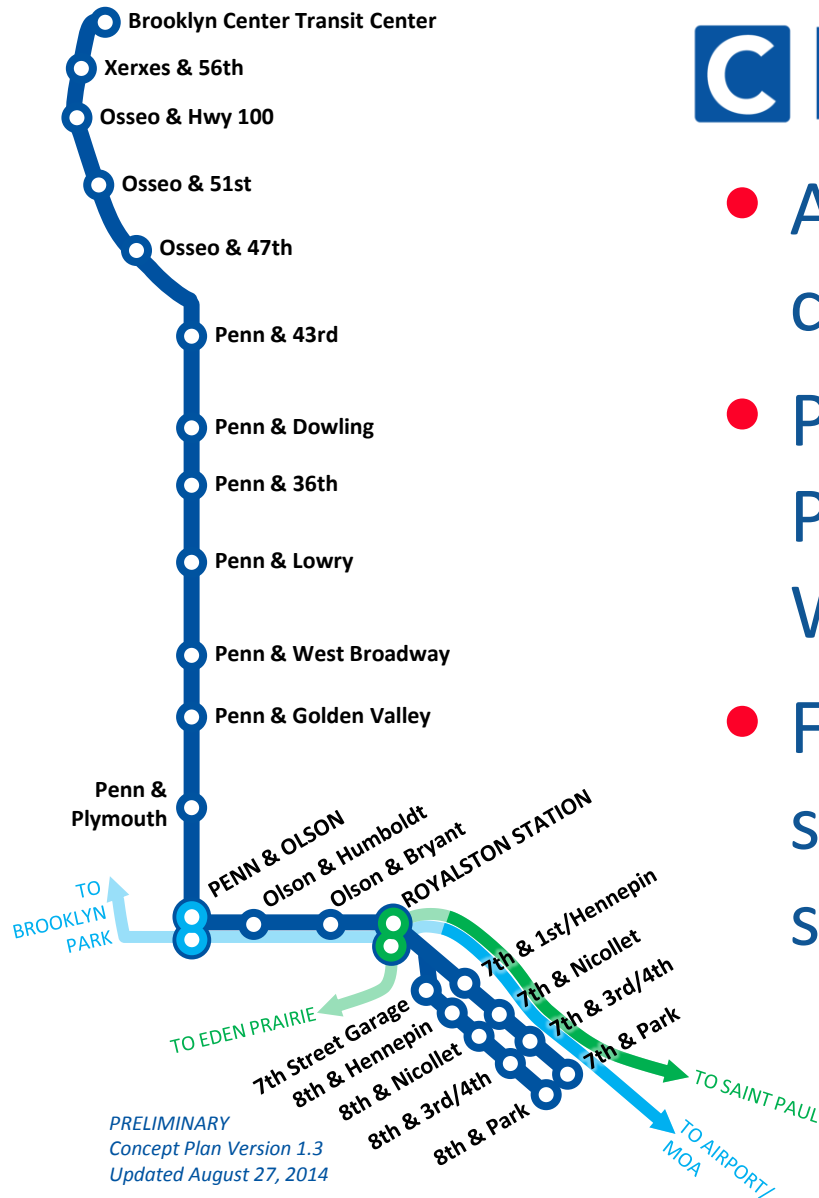 Brooklyn Center Transit Center
Xerxes & 56th
Osseo & Hwy 100
Osseo & 51st
Osseo & 47th
Penn & 43rd
Penn & Dowling
Penn & 36th
Penn & Lowry
Penn & West Broadway
Penn & Golden Valley
Penn &
Plymouth
PENN & OLSON
Olson & Humboldt
Olson & Bryant
ROYALSTON STATION
TO
BROOKLYN
PARK
TO EDEN PRAIRIE
7th & 1st/Hennepin
7th & Nicollet
7th & 3rd/4th
7th & Park
7th Street Garage
8th & Hennepin
8th & Nicollet
8th & 3rd/4th
8th & Park
TO SAINT PAUL
TO AIRPORT/
MOA
PRELIMINARY
Concept Plan Version 1.3
Updated August 27, 2014
C
A
c
P
P
F
s
s